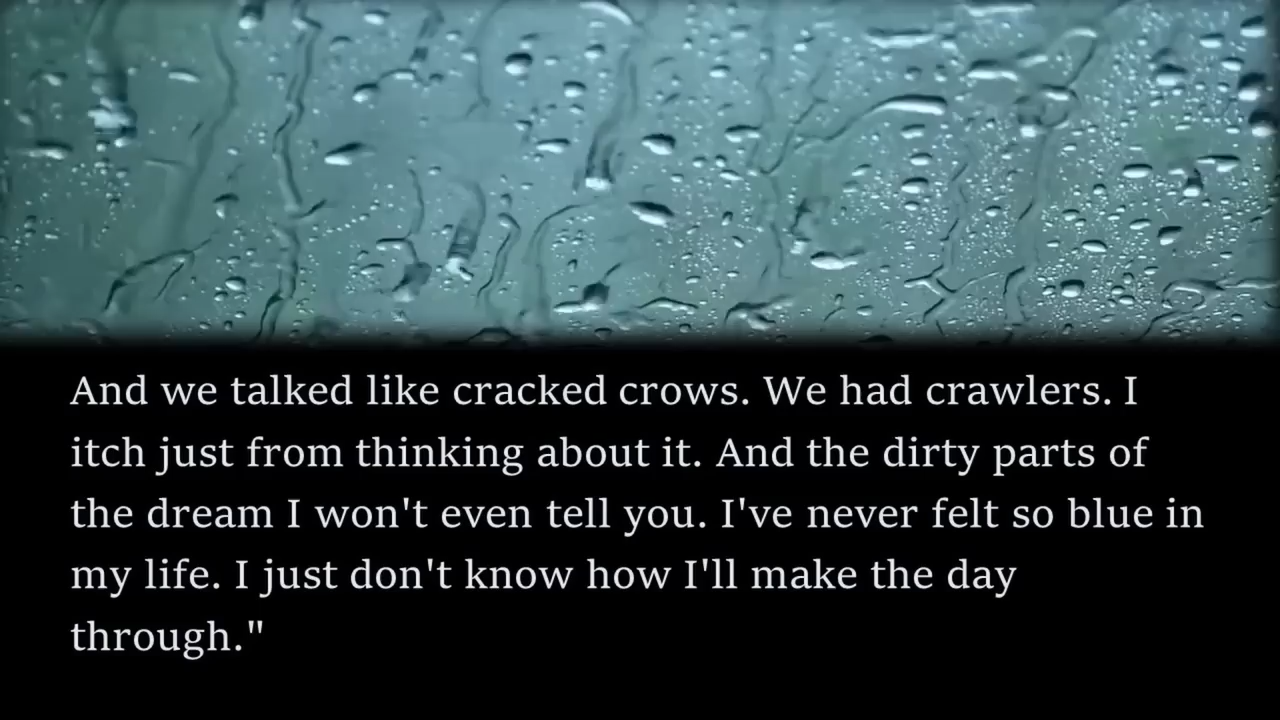 And we talked like cracked crows. We had crawlers. I
itch just from thinking about it. And the dirty parts of
the dream I won't even tell you. I've never felt so blue in
my life. I just don't know how I'll make the day
through."